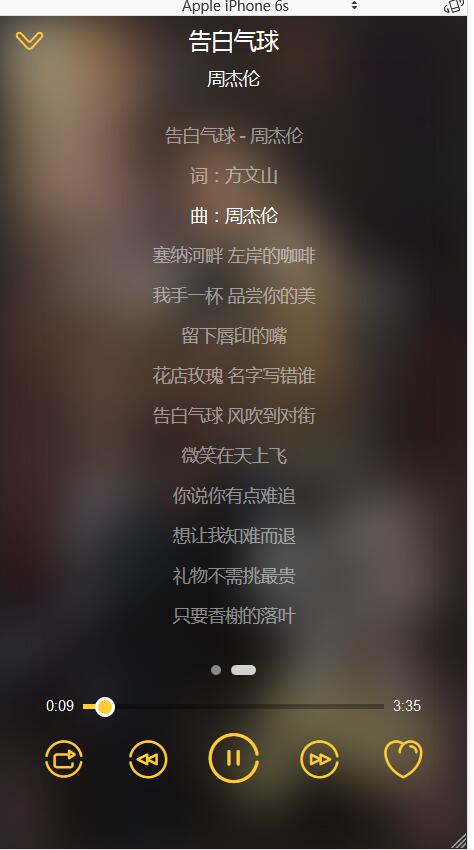 Apple iPhone 6s
告白气球
周杰伦
告白气球 - 周杰伦
词：方文山
曲：周杰伦
塞纳河畔 左岸的咖啡
我手一杯 品尝你的美
留下唇印的嘴
花店玫瑰 名字写错谁
告白气球 风吹到对街
微笑在天上飞
你说你有点难追
想让我知难而退
礼物不需挑最贵
只要香榭的落叶
0:09 3:35